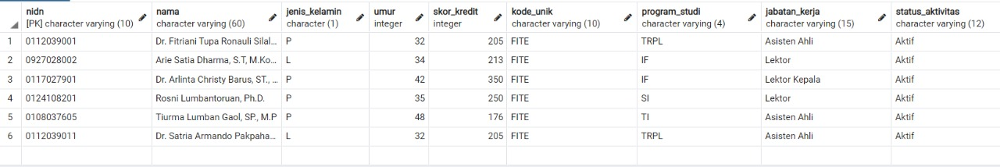 nidn nama jenis_kelamin umur skor_kredit kode_unik program_studi jabatan_kerja status_aktivitas
[PK] character varying (10) character varying (60) character (1) integer integer character varying (10) character varying (4) character varying (15) character varying (12)
1 0112039001 Dr. Fitriani Tupa Ronauli Silal... P 32 205 FITE TRPL Asisten Ahli Aktif
2 0927028002 Arie Satia Dharma, S.T, M.Ko... L 34 213 FITE IF Lektor Aktif
3 0117027901 Dr. Arlinta Christy Barus, ST., ... P 42 350 FITE IF Lektor Kepala Aktif
4 0124108201 Rosni Lumbantoruan, Ph.D. P 35 250 FITE SI Lektor Aktif
5 0108037605 Tiurma Lumban Gaol, SP., M.P P 48 176 FITE TI Asisten Ahli Aktif
6 0112039011 Dr. Satria Armando Pakpaha... L 32 205 FITE TRPL Asisten Ahli Aktif